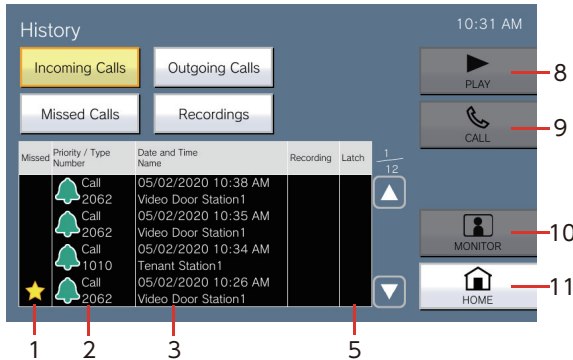 History
10:31 AM
Incoming Calls
Outgoing Calls
Missed Calls
Recordings
PLAY
8
CALL
9
Missed
Priority / Type
Number
Date and Time
Name
Recording
Latch
1
12
Call
2062
05/02/2020 10:38 AM
Video Door Station1
Call
2062
05/02/2020 10:35 AM
Video Door Station1
Call
1010
05/02/2020 10:34 AM
Tenant Station1
Call
2062
05/02/2020 10:26 AM
Video Door Station1
MONITOR
10
HOME
11
1
2
3
5